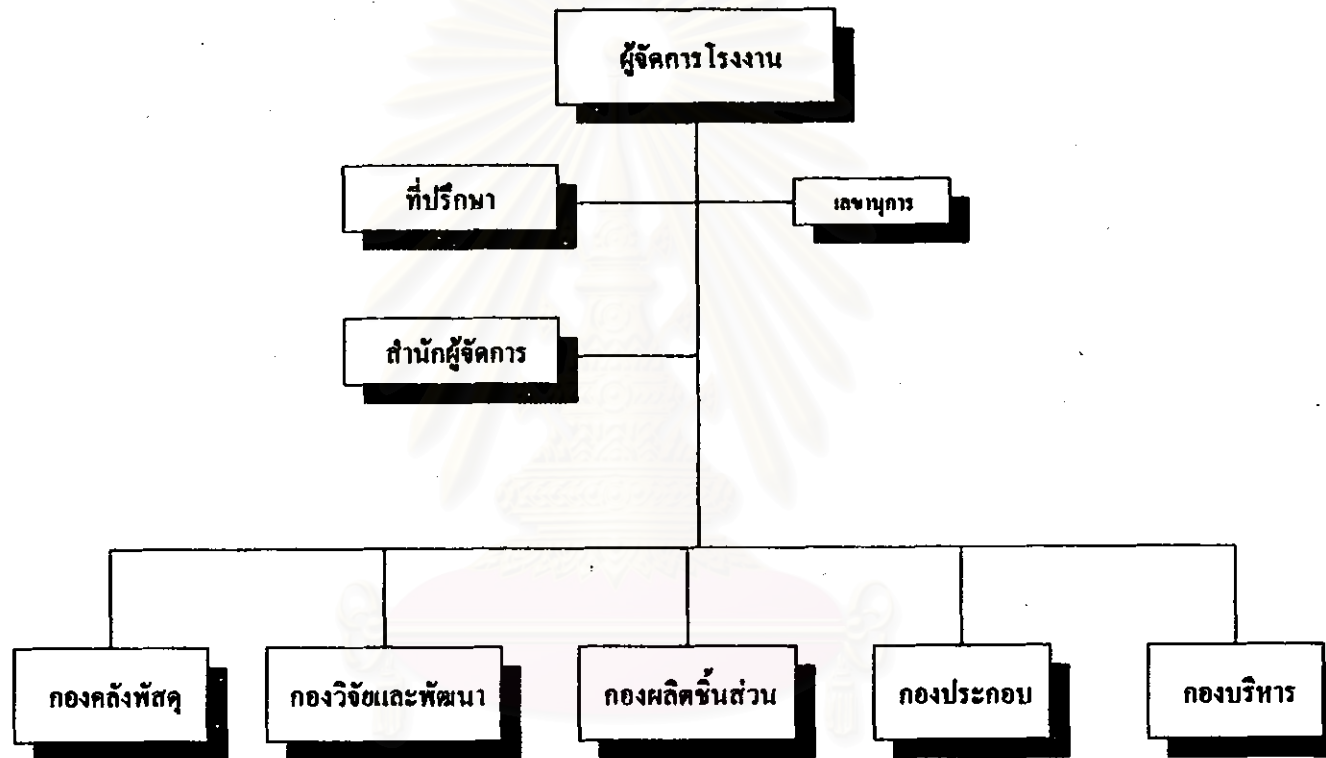 ผู้จัดการโรงงาน
ที่ปรึกษา
เลขานุการ
สำนักผู้จัดการ
กองคลังพัสดุ
กองวิจัยและพัฒนา
กองผลิตชิ้นส่วน
กองประกอบ
กองบริหาร